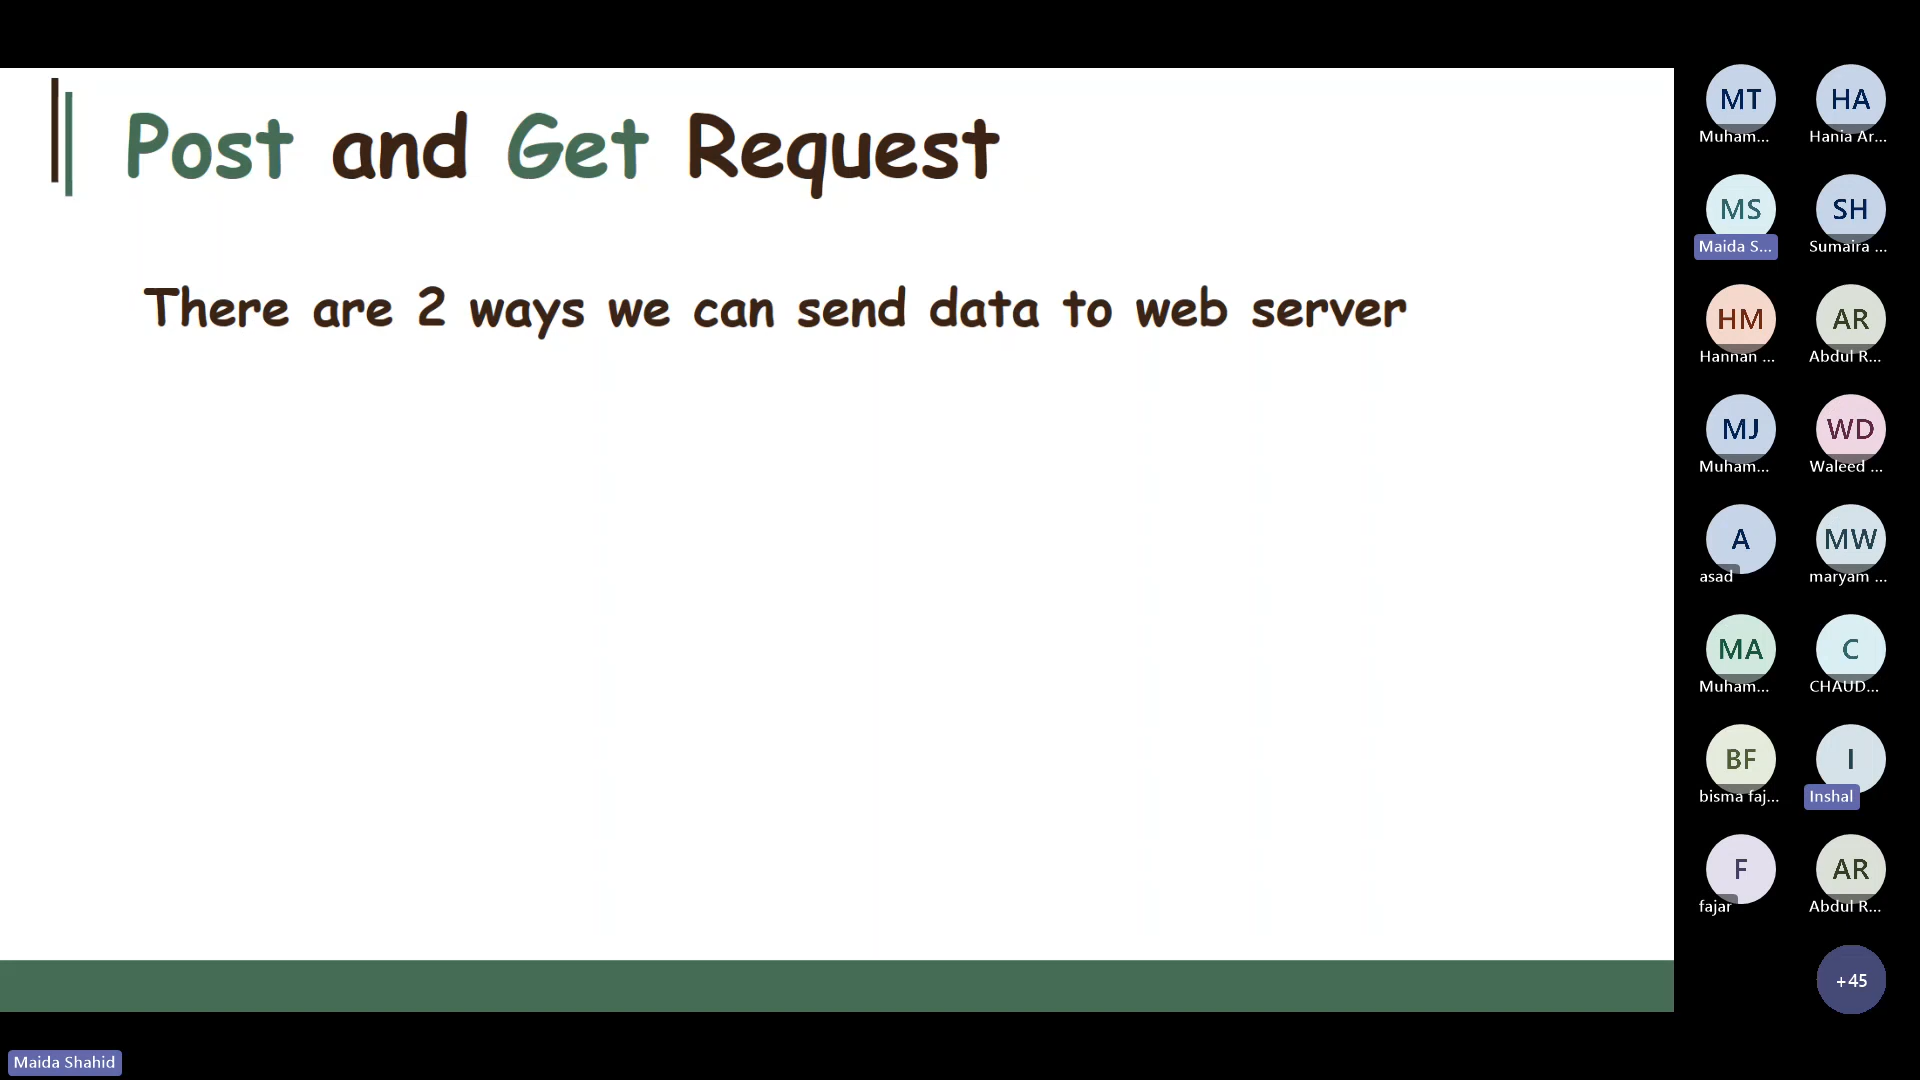 Post and Get Request
There are 2 ways we can send data to web server
MT
Muham...
HA
Hania Ar...
MS
Maida S...
SH
Sumaira ...
HM
Hannan ...
AR
Abdul R...
MJ
Muham...
WD
Waleed ...
A
asad
MW
maryam ...
MA
Muham...
C
CHAUD...
BF
bisma faj...
I
Inshal
F
fajar
AR
Abdul R...
+45
Maida Shahid